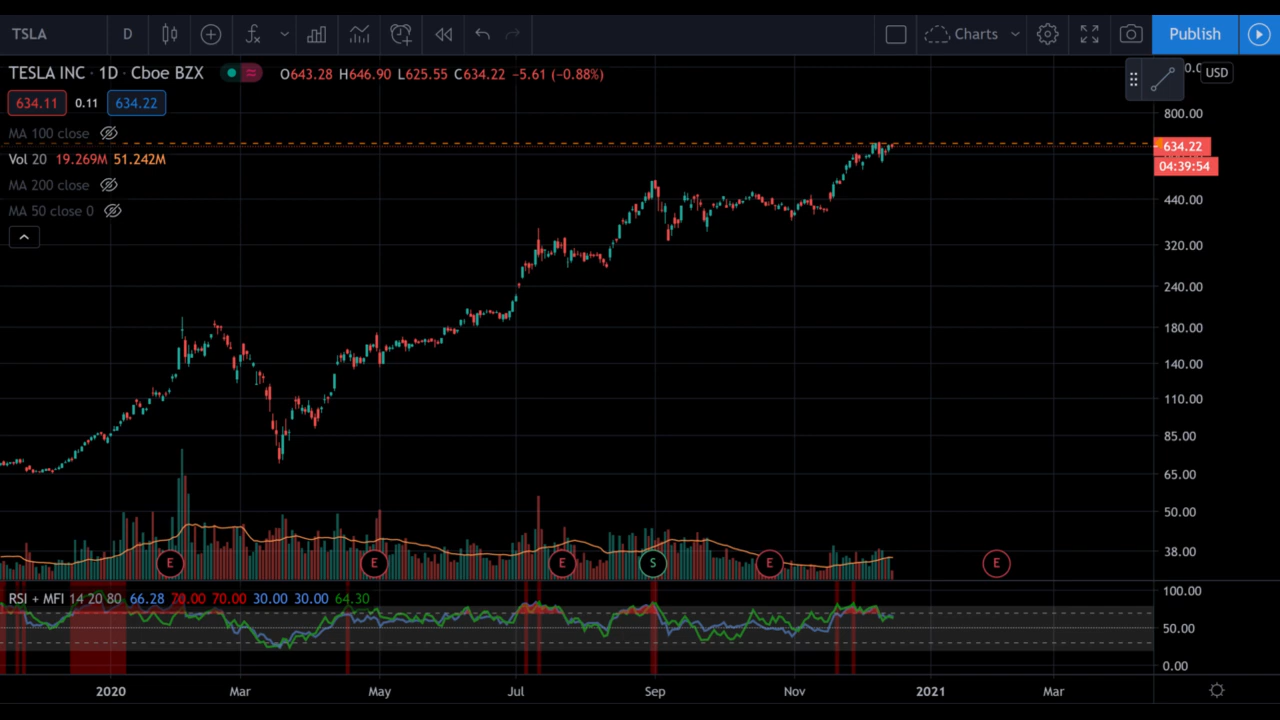 TSLA D Charts Publish
TESLA INC · 1D · Cboe BZX O643.28 H646.90 L625.55 C634.22 −5.61 (−0.88%)
USD
634.11 0.11 634.22
800.00
MA 100 close
634.22
Vol 20 19.269M 51.242M
04:39:54
MA 200 close
440.00
MA 50 close 0
320.00
240.00
180.00
140.00
110.00
85.00
65.00
50.00
38.00
E E E S E E
RSI + MFI 14 20 80 66.28 70.00 70.00 30.00 30.00 64.30
100.00
50.00
0.00
2020 Mar May Jul Sep Nov 2021 Mar